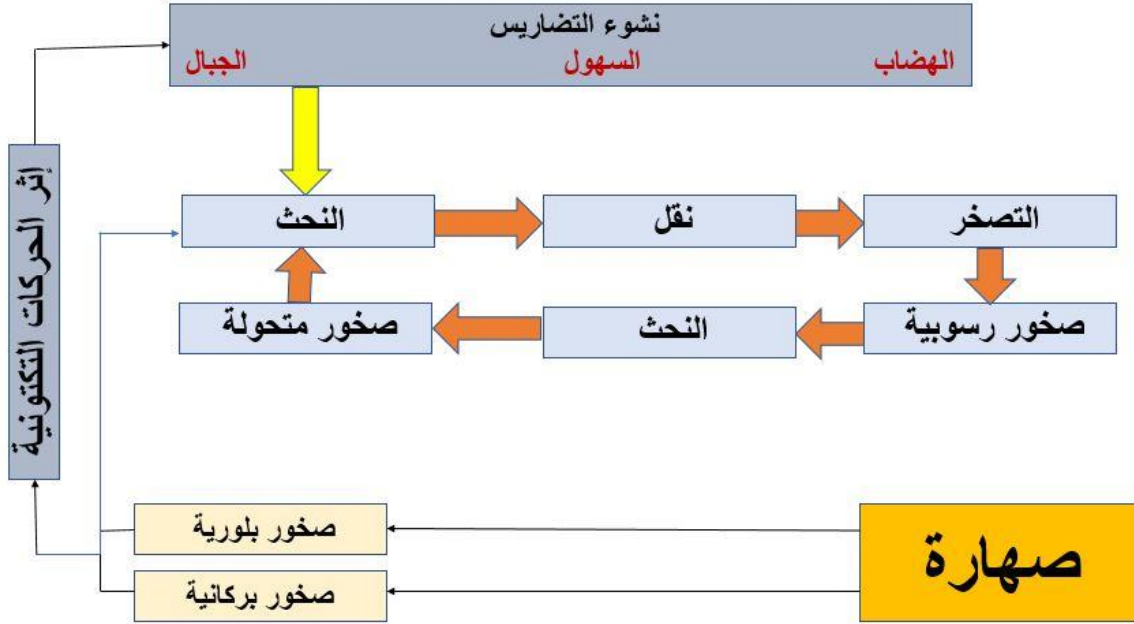 نشوء التضاريس
الهضاب السهول الجبال
إثر الحركات التكتونية
النحث نقل التصخر
صخور متحولة النحث صخور رسوبية
صخور بلورية
صهارة
صخور بركانية